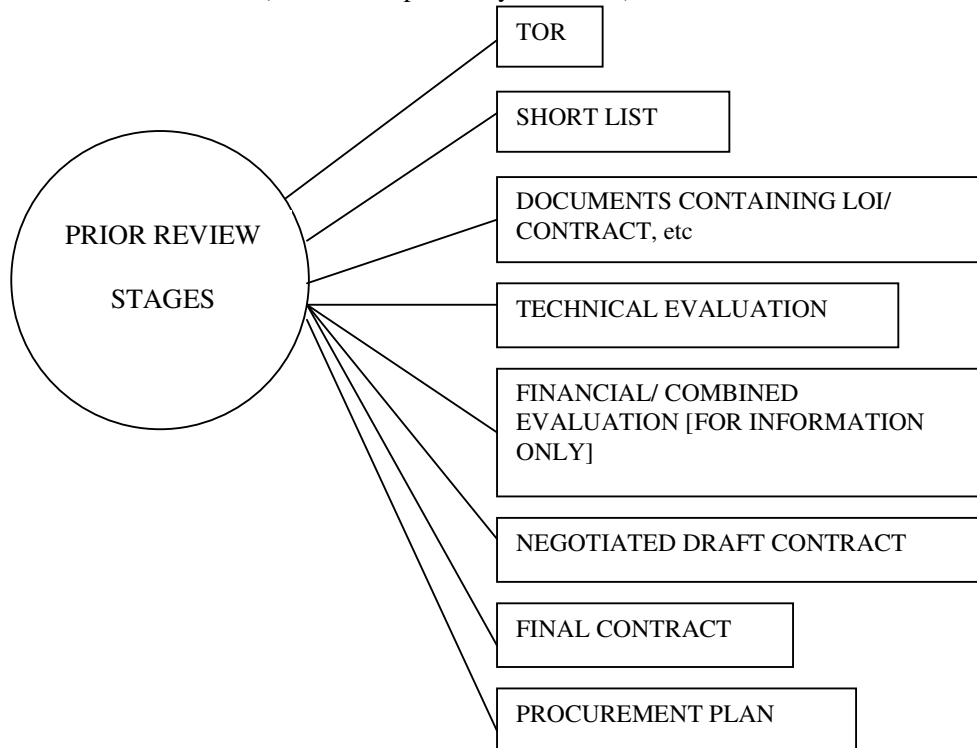 TOR
SHORT LIST
DOCUMENTS CONTAINING LOI/
CONTRACT, etc
PRIOR REVIEW
STAGES
TECHNICAL EVALUATION
FINANCIAL/ COMBINED
EVALUATION [FOR INFORMATION
ONLY]
NEGOTIATED DRAFT CONTRACT
FINAL CONTRACT
PROCUREMENT PLAN